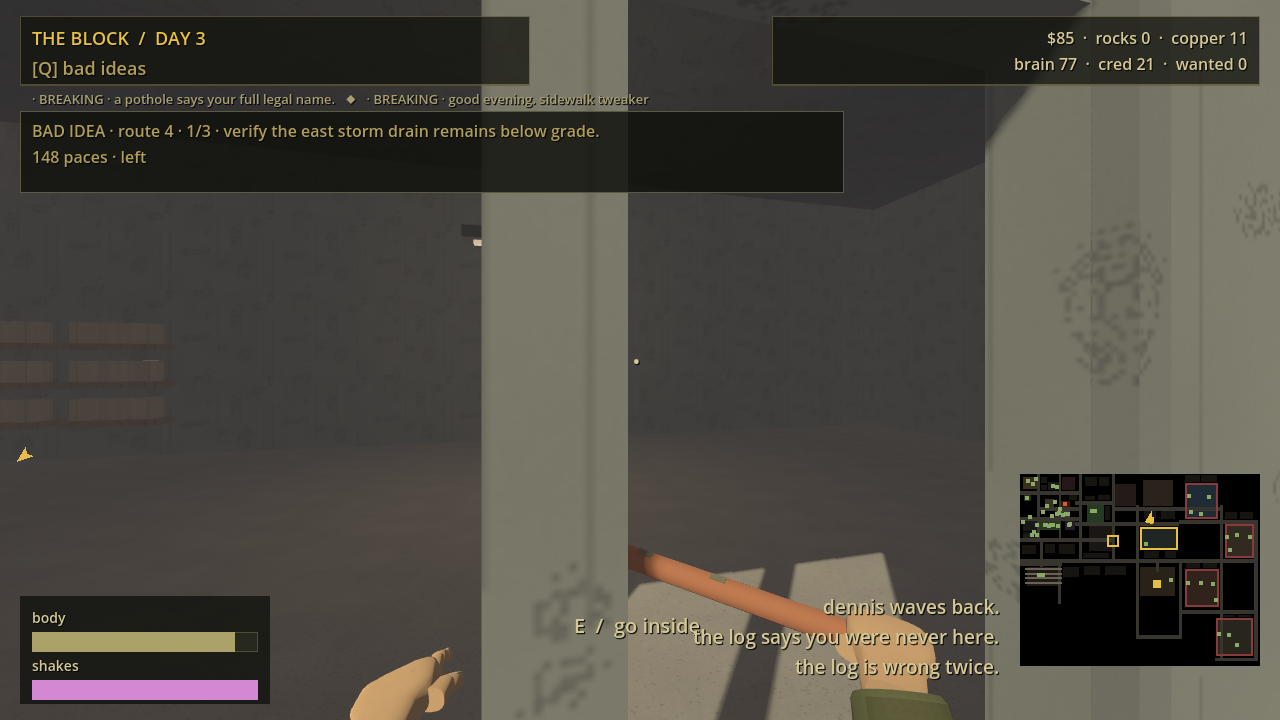 THE BLOCK / DAY 3
[Q] bad ideas
$85 · rocks 0 · copper 11
brain 77 · cred 21 · wanted 0
· BREAKING · a pothole says your full legal name. ◆ · BREAKING · good evening, sidewalk tweaker
BAD IDEA · route 4 · 1/3 · verify the east storm drain remains below grade.
148 paces · left
E / go inside
dennis waves back.
the log says you were never here.
the log is wrong twice.
body
shakes